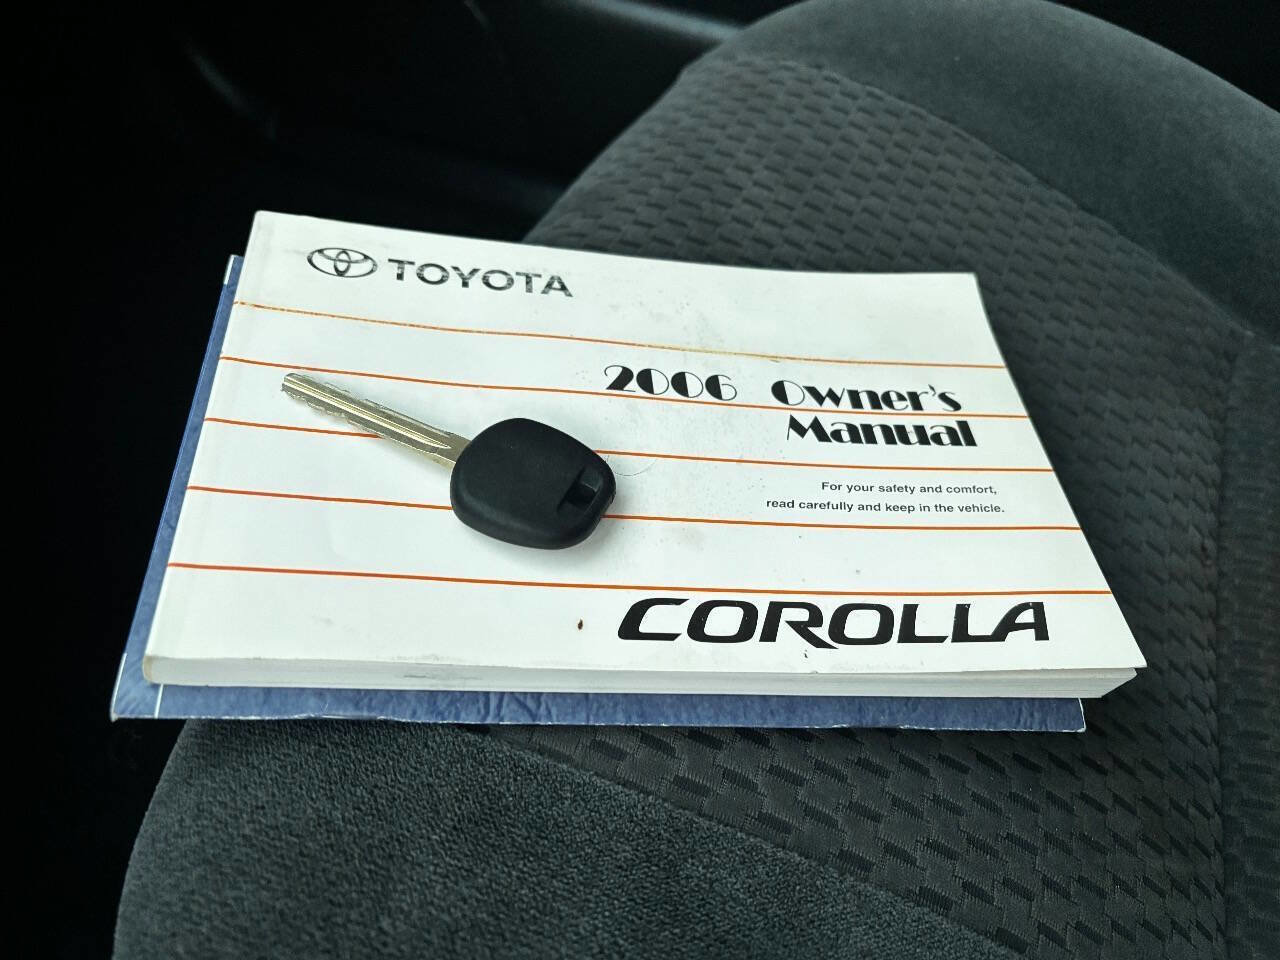 TOYOTA
2006 Owner's
Manual
For your safety and comfort,
read carefully and keep in the vehicle.
COROLLA